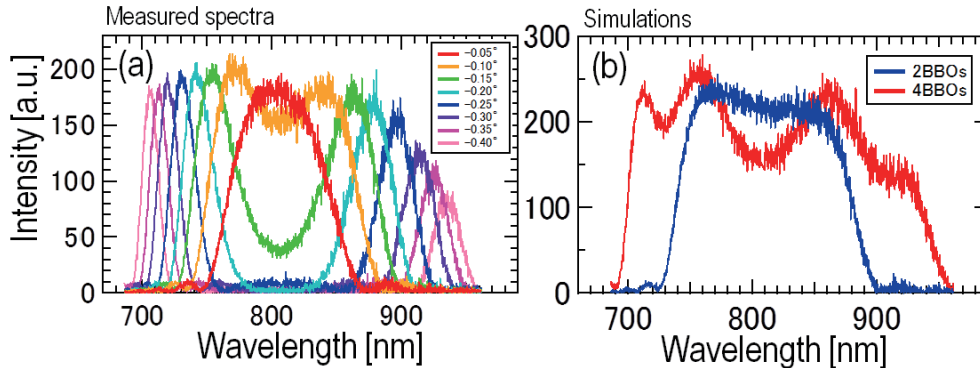 Measured spectra
Simulations
(a)
(b)
Intensity [a.u.]
200
150
100
50
0
700
800
900
Wavelength [nm]
-0.05°
-0.10°
-0.15°
-0.20°
-0.25°
-0.30°
-0.35°
-0.40°
300
200
100
0
700
800
900
Wavelength [nm]
2BBOs
4BBOs